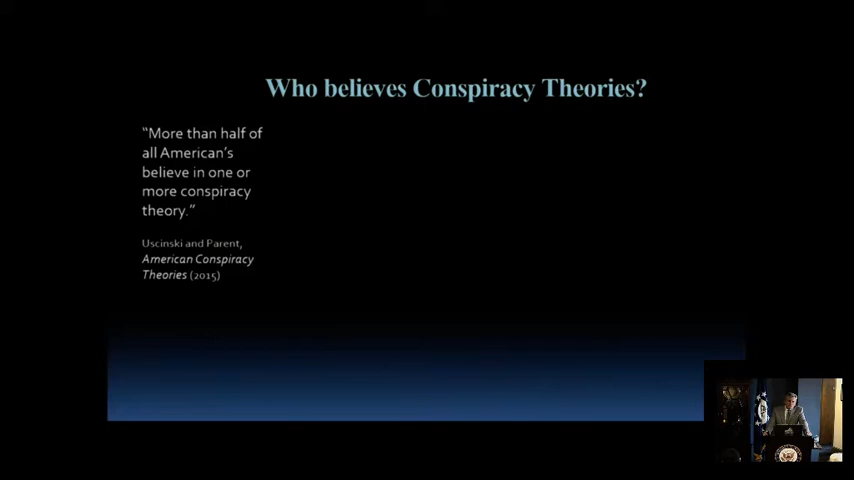 Who believes Conspiracy Theories?
“More than half of
all American’s
believe in one or
more conspiracy
theory.”
Uscinski and Parent,
American Conspiracy
Theories (2015)